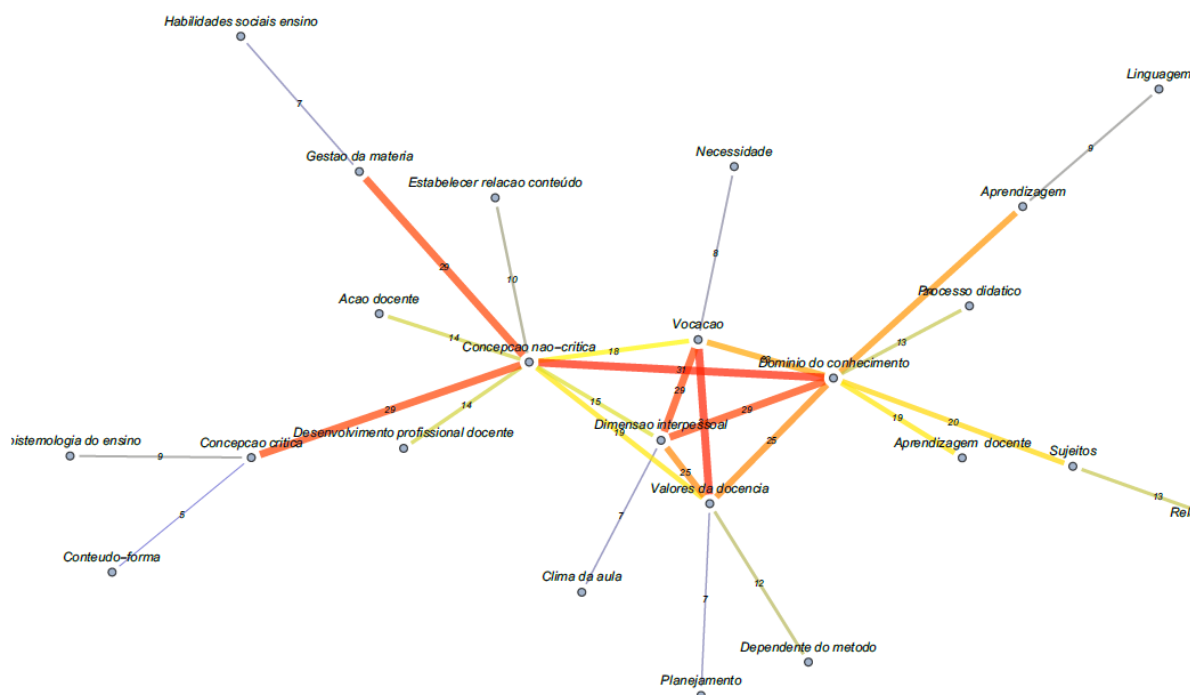 Habilidades sociais ensino
Linguagem
7
Necessidade
9
Gestao da materia
Estabelecer relacao conteúdo
Aprendizagem
8
29
10
Processo didatico
Acao docente
14
Vocacao
13
Concepcao nao-critica
18
Dominio do conhecimento
31
29
15
29
14
19
25
20
19
29
Desenvolvimento profissional docente
Dimensao interpessoal
Aprendizagem docente
Sujeitos
pistemologia do ensino
9
Concepcao critica
25
Valores da docencia
13
Rel
5
7
Conteudo-forma
Clima da aula
12
7
Dependente do metodo
Planejamento